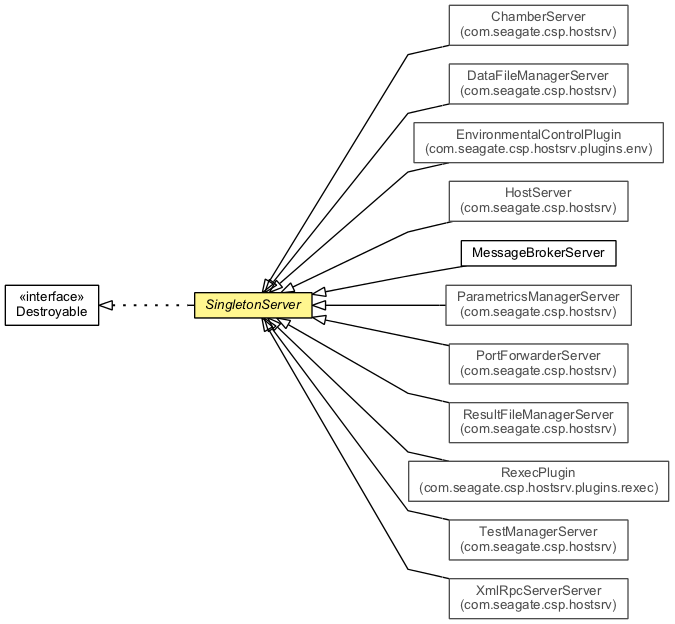 ChamberServer
(com.seagate.csp.hostsrv)
DataFileManagerServer
(com.seagate.csp.hostsrv)
EnvironmentalControlPlugin
(com.seagate.csp.hostsrv.plugins.env)
HostServer
(com.seagate.csp.hostsrv)
MessageBrokerServer
«interface»
Destroyable
SingletonServer
ParametricsManagerServer
(com.seagate.csp.hostsrv)
PortForwarderServer
(com.seagate.csp.hostsrv)
ResultFileManagerServer
(com.seagate.csp.hostsrv)
RexecPlugin
(com.seagate.csp.hostsrv.plugins.rexec)
TestManagerServer
(com.seagate.csp.hostsrv)
XmlRpcServerServer
(com.seagate.csp.hostsrv)